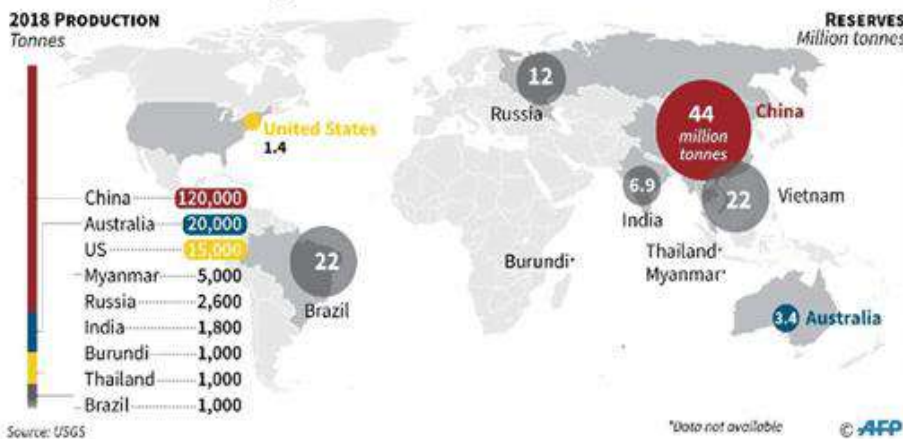 2018 PRODUCTION
Tonnes
RESERVES
Million tonnes
12
Russia
44
million
tonnes
China
United States
1.4
6.9
India
22
Vietnam
China 120,000
Australia 20,000
US 15,000
Myanmar 5,000
Russia 2,600
India 1,800
Burundi 1,000
Thailand 1,000
Brazil 1,000
22
Brazil
Burundi*
Thailand*
Myanmar*
3.4 Australia
Source: USGS
*Data not available
© AFP